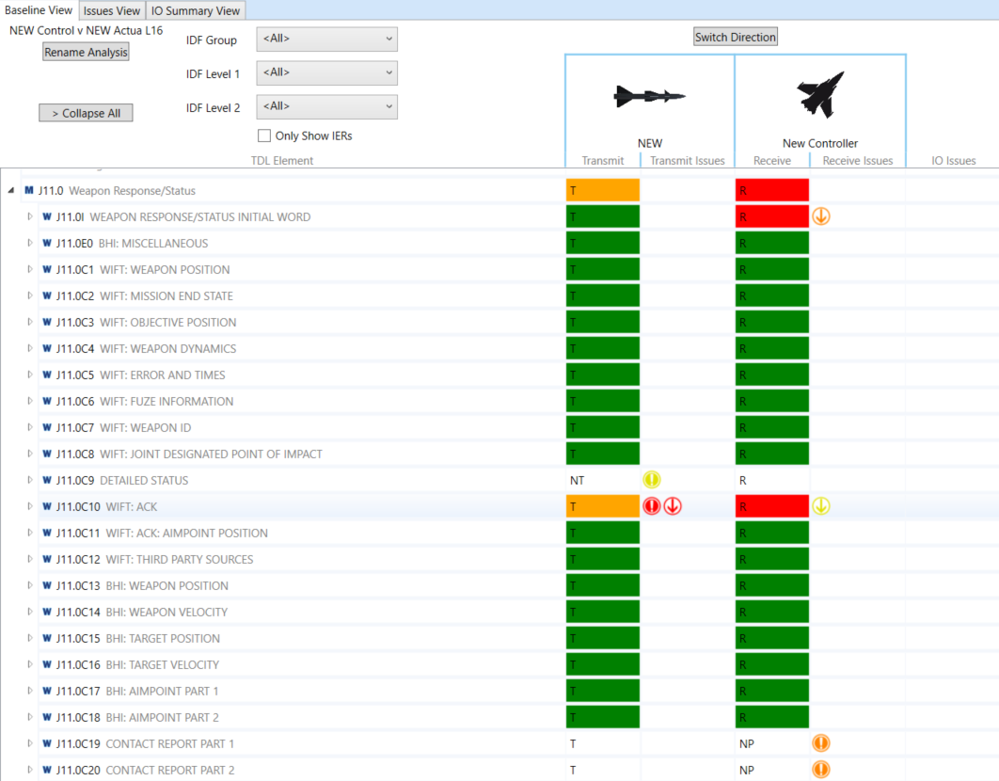 Baseline View Issues View IO Summary View
NEW Control v NEW Actua L16
Rename Analysis
> Collapse All
IDF Group <All>
IDF Level 1 <All>
IDF Level 2 <All>
Only Show IERs
Switch Direction
NEW New Controller
TDL Element Transmit Transmit Issues Receive Receive Issues IO Issues
M J11.0 Weapon Response/Status T R
W J11.0I WEAPON RESPONSE/STATUS INITIAL WORD T R
W J11.0E0 BHI: MISCELLANEOUS T R
W J11.0C1 WIFT: WEAPON POSITION T R
W J11.0C2 WIFT: MISSION END STATE T R
W J11.0C3 WIFT: OBJECTIVE POSITION T R
W J11.0C4 WIFT: WEAPON DYNAMICS T R
W J11.0C5 WIFT: ERROR AND TIMES T R
W J11.0C6 WIFT: FUZE INFORMATION T R
W J11.0C7 WIFT: WEAPON ID T R
W J11.0C8 WIFT: JOINT DESIGNATED POINT OF IMPACT T R
W J11.0C9 DETAILED STATUS NT R
W J11.0C10 WIFT: ACK T R
W J11.0C11 WIFT: ACK: AIMPOINT POSITION T R
W J11.0C12 WIFT: THIRD PARTY SOURCES T R
W J11.0C13 BHI: WEAPON POSITION T R
W J11.0C14 BHI: WEAPON VELOCITY T R
W J11.0C15 BHI: TARGET POSITION T R
W J11.0C16 BHI: TARGET VELOCITY T R
W J11.0C17 BHI: AIMPOINT PART 1 T R
W J11.0C18 BHI: AIMPOINT PART 2 T R
W J11.0C19 CONTACT REPORT PART 1 T NP
W J11.0C20 CONTACT REPORT PART 2 T NP